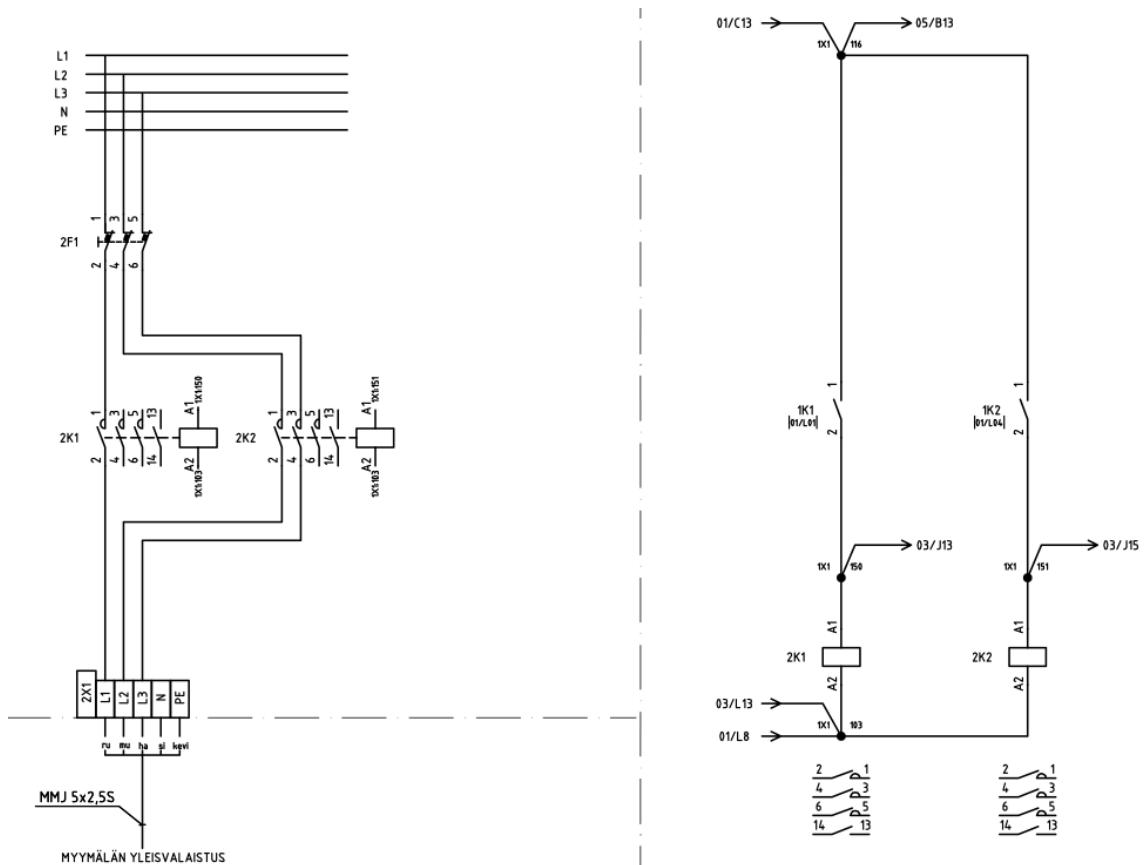 L1
L2
L3
N
PE
1 3 5
2F1
2 4 6
1 3 5 13 A1 1X1:150
2K1
2 4 6 14 A2 1X1:103
1 3 5 13 A1 1X1:151
2K2
2 4 6 14 A2 1X1:103
2X1 L1 L2 L3 N PE
ru mu ha si kevi
MMJ 5x2,5S
MYYMÄLÄN YLEISVALAISTUS
01/C13 05/B13
1X1 116
1 1
1K1 1K2
|01/L01| |01/L04|
2 2
03/J13 03/J15
1X1 150 1X1 151
A1 A1
2K1 2K2
A2 A2
03/L13
1X1 103
01/L8
2 1 2 1
4 3 4 3
6 5 6 5
14 13 14 13